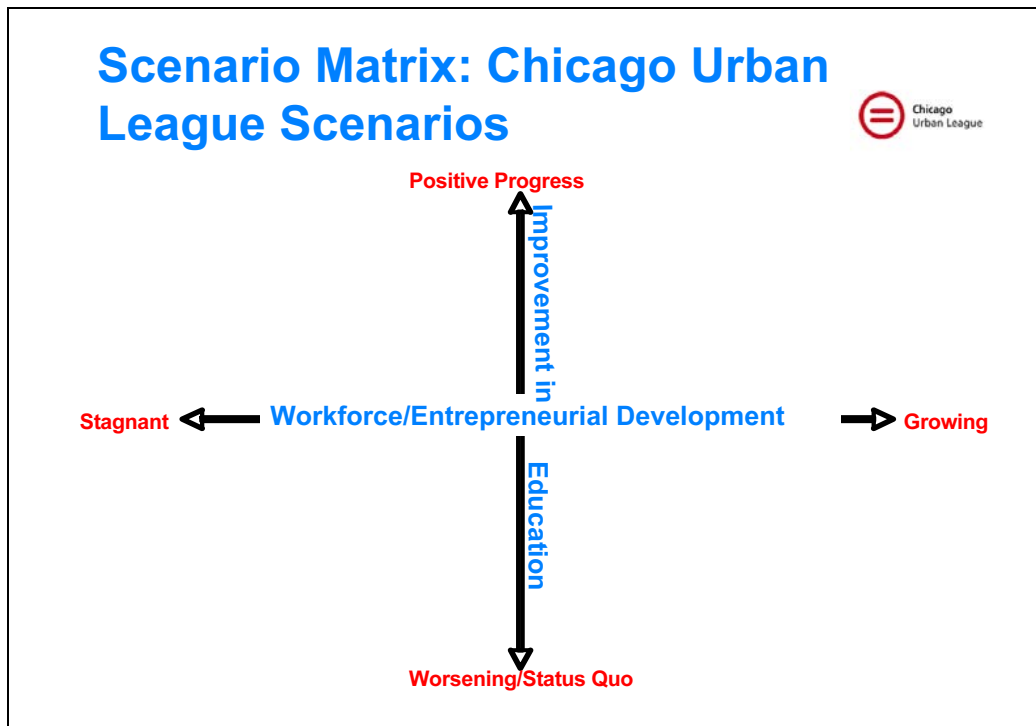 Scenario Matrix: Chicago Urban
League Scenarios
Chicago
Urban League
Positive Progress
Improvement in
Stagnant
Workforce/Entrepreneurial Development
Growing
Education
Worsening/Status Quo